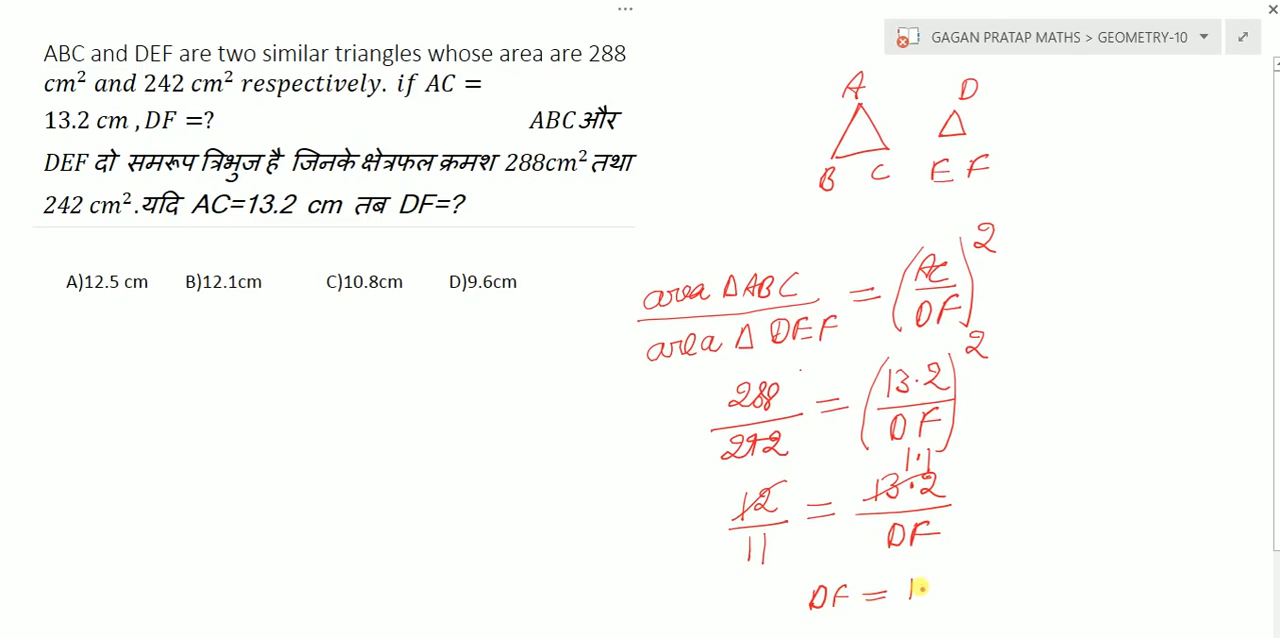 ABC and DEF are two similar triangles whose area are 288
cm² and 242 cm² respectively. if AC =
13.2 cm , DF =? ABC और
DEF दो समरूप त्रिभुज है जिनके क्षेत्रफल क्रमश 288cm² तथा
242 cm².यदि AC=13.2 cm तब DF=?
A)12.5 cm B)12.1cm C)10.8cm D)9.6cm
GAGAN PRATAP MATHS > GEOMETRY-10
A D
B C E F
area Δ ABC / area Δ DEF = (AC / DF)²
288 / 242 = (13.2 / DF)²
1.1
12 / 11 = 13.2 / DF
DF = 1.